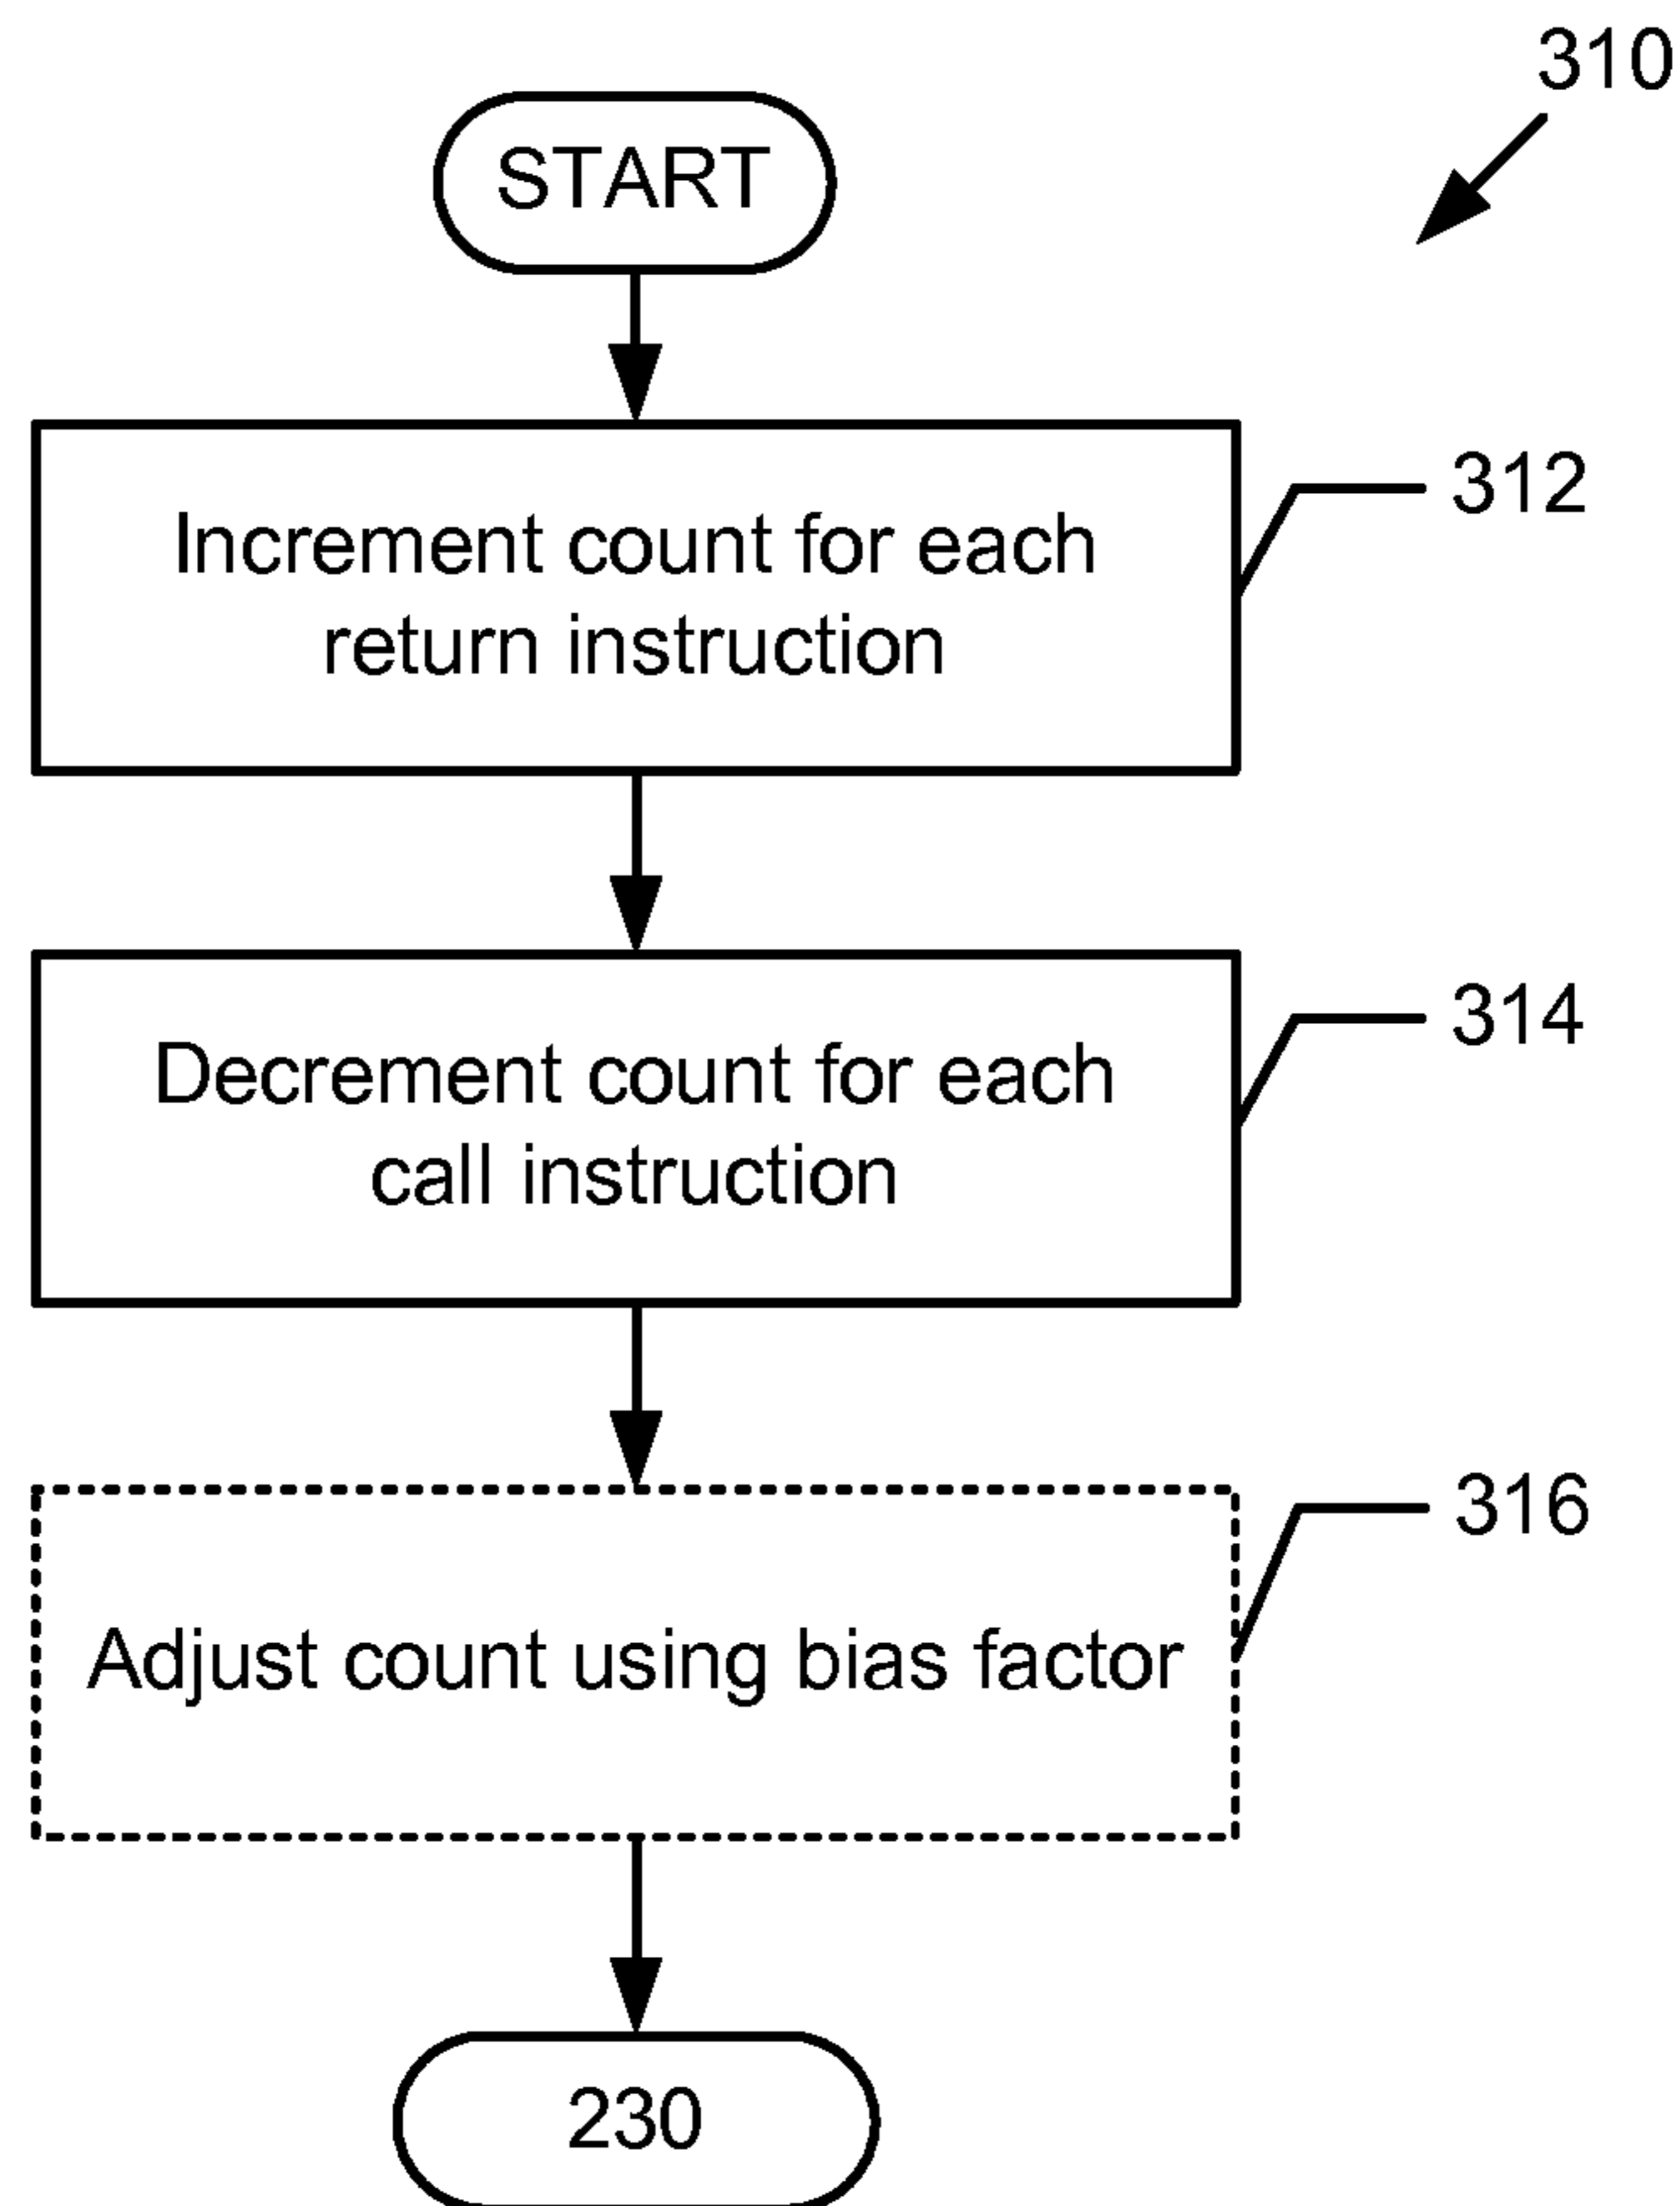 310
START
Increment count for each
return instruction
312
Decrement count for each
call instruction
314
Adjust count using bias factor
316
230